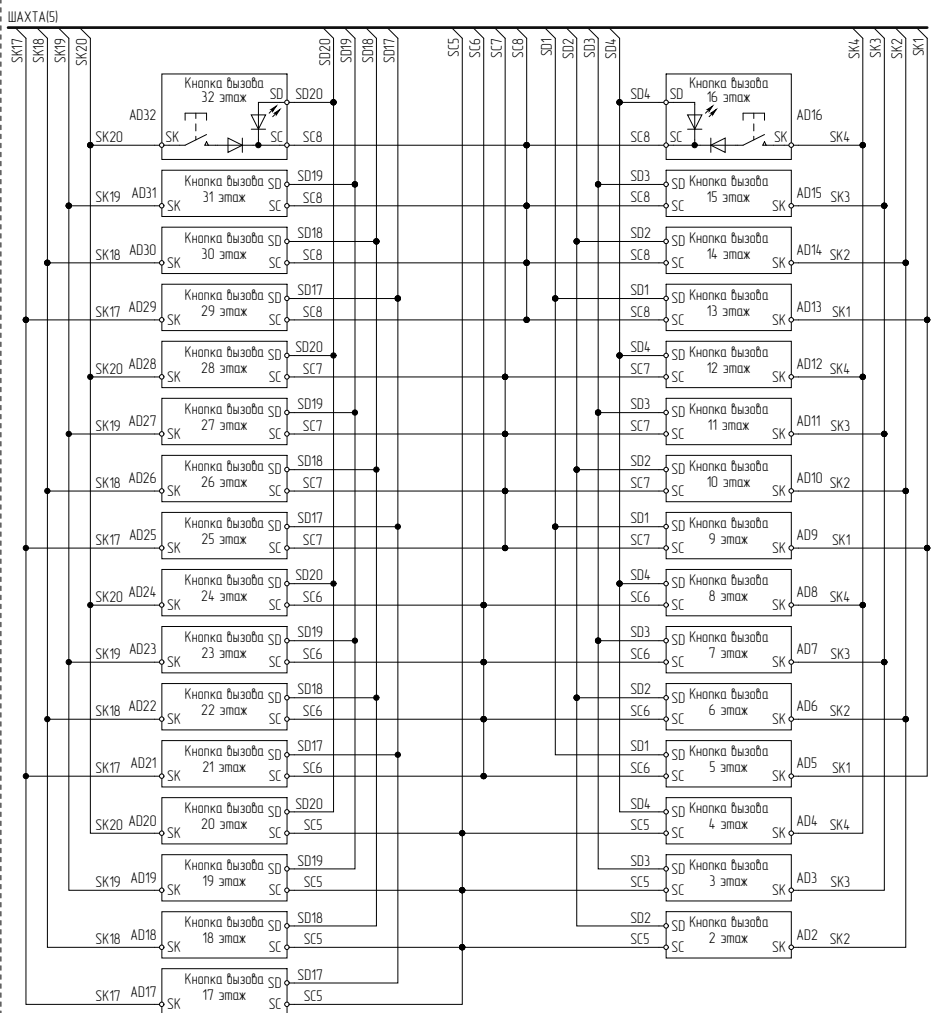 ШАХТА(5)
SK17 SK18 SK19 SK20 SD20 SD19 SD18 SD17 SC5 SC6 SC7 SC8 SD1 SD2 SD3 SD4 SK4 SK3 SK2 SK1
Кнопка вызова SD SD20 SD4 SD Кнопка вызова
AD32 32 этаж 16 этаж AD16
SK20 SK SC SC8 SC8 SC SK SK4
Кнопка вызова SD SD19 SD3 SD Кнопка вызова
SK19 AD31 SK 31 этаж SC SC8 SC8 SC 15 этаж SK AD15 SK3
Кнопка вызова SD SD18 SD2 SD Кнопка вызова
SK18 AD30 SK 30 этаж SC SC8 SC8 SC 14 этаж SK AD14 SK2
Кнопка вызова SD SD17 SD1 SD Кнопка вызова
SK17 AD29 SK 29 этаж SC SC8 SC8 SC 13 этаж SK AD13 SK1
Кнопка вызова SD SD20 SD4 SD Кнопка вызова
SK20 AD28 SK 28 этаж SC SC7 SC7 SC 12 этаж SK AD12 SK4
Кнопка вызова SD SD19 SD3 SD Кнопка вызова
SK19 AD27 SK 27 этаж SC SC7 SC7 SC 11 этаж SK AD11 SK3
Кнопка вызова SD SD18 SD2 SD Кнопка вызова
SK18 AD26 SK 26 этаж SC SC7 SC7 SC 10 этаж SK AD10 SK2
Кнопка вызова SD SD17 SD1 SD Кнопка вызова
SK17 AD25 SK 25 этаж SC SC7 SC7 SC 9 этаж SK AD9 SK1
Кнопка вызова SD SD20 SD4 SD Кнопка вызова
SK20 AD24 SK 24 этаж SC SC6 SC6 SC 8 этаж SK AD8 SK4
Кнопка вызова SD SD19 SD3 SD Кнопка вызова
SK19 AD23 SK 23 этаж SC SC6 SC6 SC 7 этаж SK AD7 SK3
Кнопка вызова SD SD18 SD2 SD Кнопка вызова
SK18 AD22 SK 22 этаж SC SC6 SC6 SC 6 этаж SK AD6 SK2
Кнопка вызова SD SD17 SD1 SD Кнопка вызова
SK17 AD21 SK 21 этаж SC SC6 SC6 SC 5 этаж SK AD5 SK1
Кнопка вызова SD SD20 SD4 SD Кнопка вызова
SK20 AD20 SK 20 этаж SC SC5 SC5 SC 4 этаж SK AD4 SK4
Кнопка вызова SD SD19 SD3 SD Кнопка вызова
SK19 AD19 SK 19 этаж SC SC5 SC5 SC 3 этаж SK AD3 SK3
Кнопка вызова SD SD18 SD2 SD Кнопка вызова
SK18 AD18 SK 18 этаж SC SC5 SC5 SC 2 этаж SK AD2 SK2
Кнопка вызова SD SD17
SK17 AD17 SK 17 этаж SC SC5